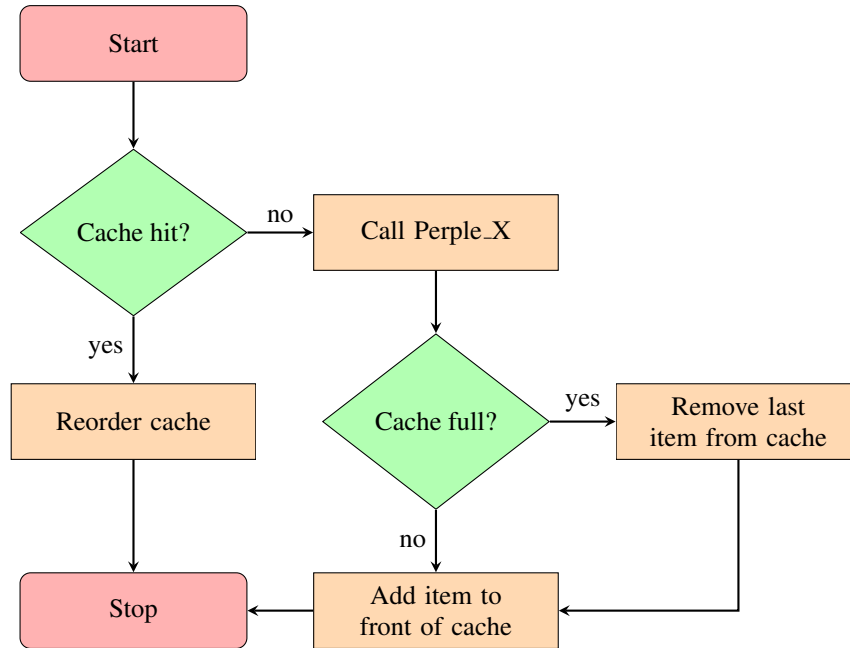 Start
Cache hit?
no
Call Perple_X
yes
Reorder cache
Cache full?
yes
Remove last
item from cache
no
Stop
Add item to
front of cache